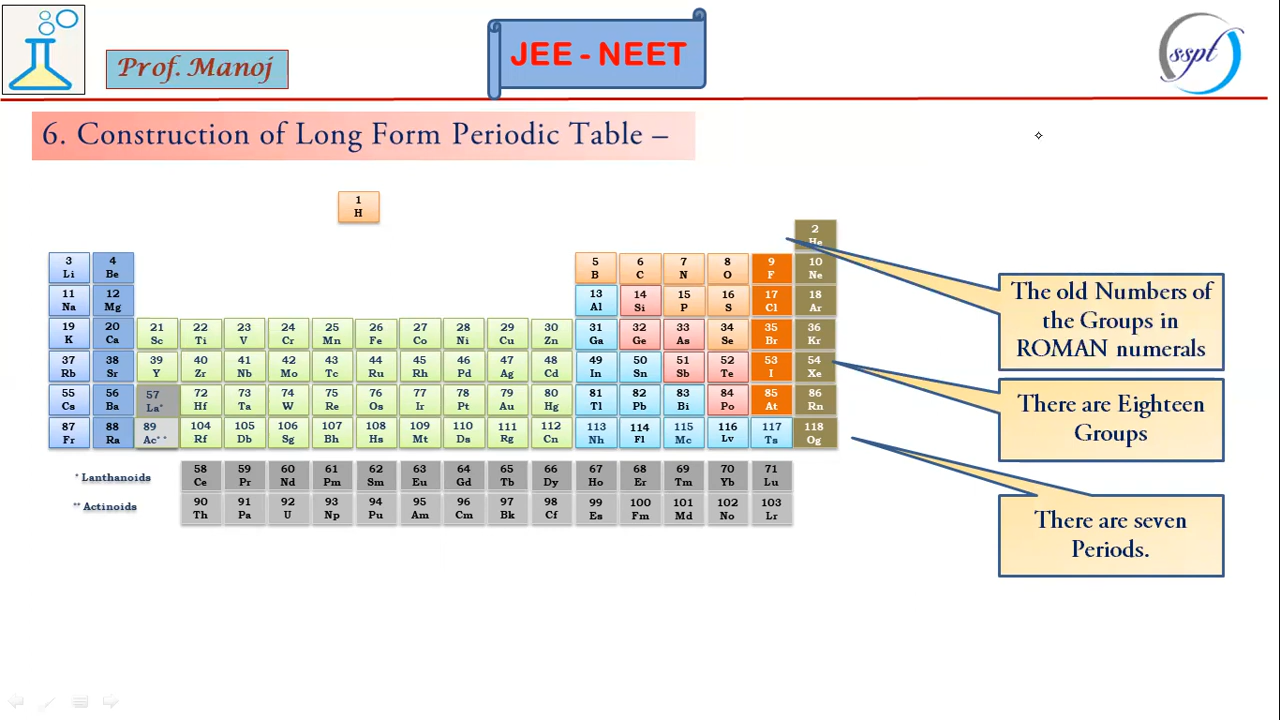 JEE - NEET
Prof. Manoj
sspt
6. Construction of Long Form Periodic Table –
1
H
2
He
3 4 5 6 7 8 9 10
Li Be B C N O F Ne
11 12 13 14 15 16 17 18
Na Mg Al Si P S Cl Ar
19 20 21 22 23 24 25 26 27 28 29 30 31 32 33 34 35 36
K Ca Sc Ti V Cr Mn Fe Co Ni Cu Zn Ga Ge As Se Br Kr
37 38 39 40 41 42 43 44 45 46 47 48 49 50 51 52 53 54
Rb Sr Y Zr Nb Mo Tc Ru Rh Pd Ag Cd In Sn Sb Te I Xe
55 56 57 72 73 74 75 76 77 78 79 80 81 82 83 84 85 86
Cs Ba La* Hf Ta W Re Os Ir Pt Au Hg Tl Pb Bi Po At Rn
87 88 89 104 105 106 107 108 109 110 111 112 113 114 115 116 117 118
Fr Ra Ac** Rf Db Sg Bh Hs Mt Ds Rg Cn Nh Fl Mc Lv Ts Og
* Lanthanoids
58 59 60 61 62 63 64 65 66 67 68 69 70 71
Ce Pr Nd Pm Sm Eu Gd Tb Dy Ho Er Tm Yb Lu
** Actinoids
90 91 92 93 94 95 96 97 98 99 100 101 102 103
Th Pa U Np Pu Am Cm Bk Cf Es Fm Md No Lr
The old Numbers of
the Groups in
ROMAN numerals
There are Eighteen
Groups
There are seven
Periods.